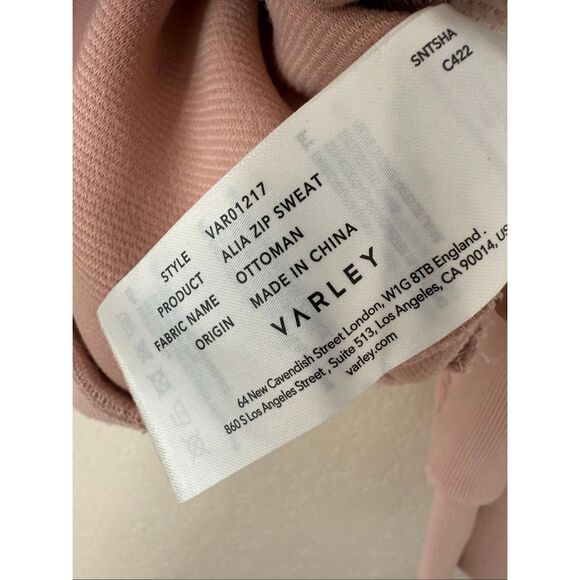 SNTSHA
C422
STYLE VAR01217
PRODUCT ALIA ZIP SWEAT
FABRIC NAME OTTOMAN
ORIGIN MADE IN CHINA
VARLEY
64 New Cavendish Street London, W1G 8TB England.
860 S Los Angeles Street, Suite 513, Los Angeles, CA 90014, US
varley.com